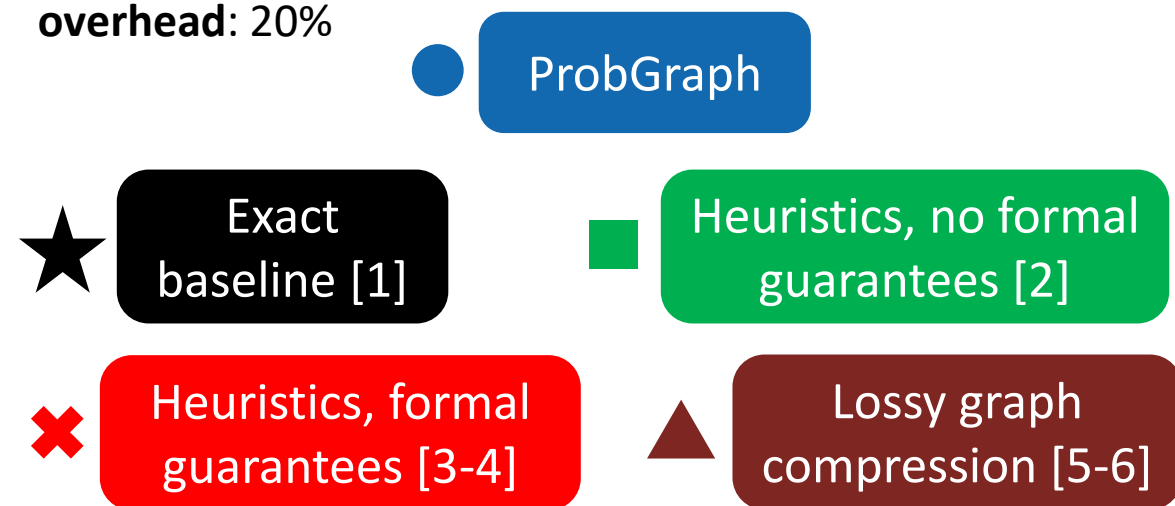 overhead: 20%
ProbGraph
Exact
baseline [1]
Heuristics, no formal
guarantees [2]
Heuristics, formal
guarantees [3-4]
Lossy graph
compression [5-6]